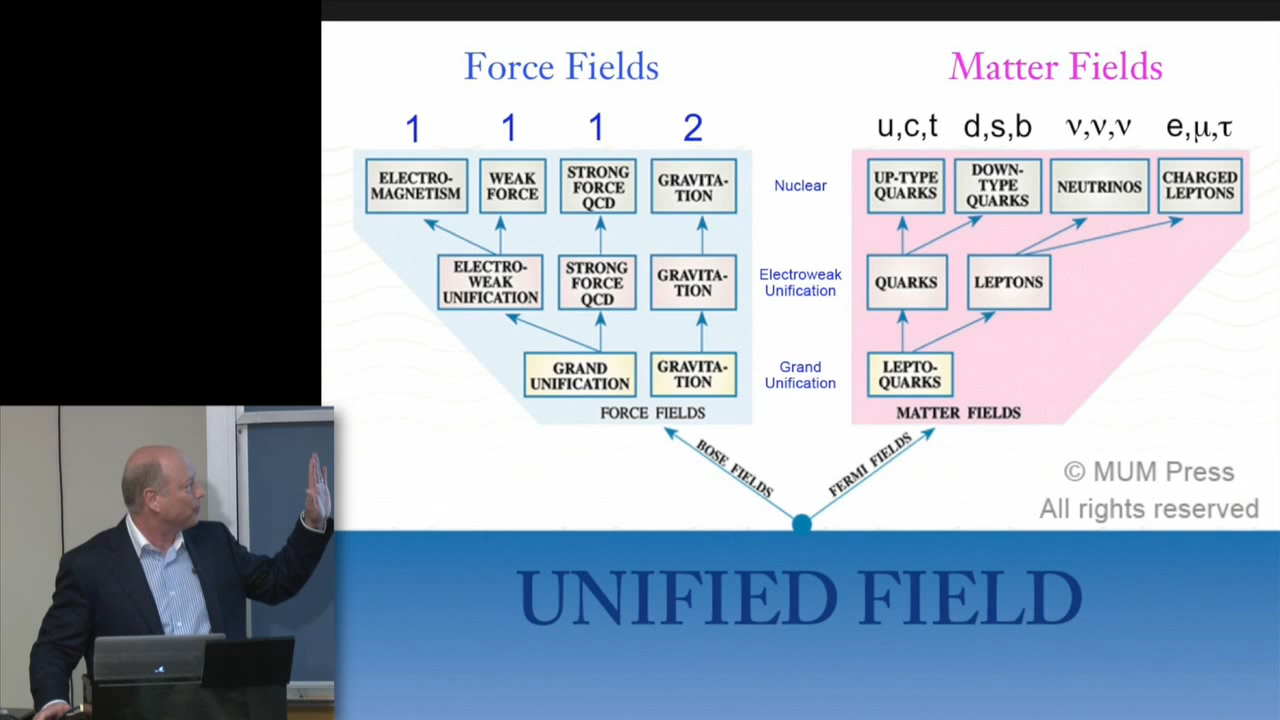 Force Fields
Matter Fields
1 1 1 2
u,c,t d,s,b ν,ν,ν e,μ,τ
ELECTRO-
MAGNETISM
WEAK
FORCE
STRONG
FORCE
QCD
GRAVITA-
TION
Nuclear
UP-TYPE
QUARKS
DOWN-
TYPE
QUARKS
NEUTRINOS
CHARGED
LEPTONS
ELECTRO-
WEAK
UNIFICATION
STRONG
FORCE
QCD
GRAVITA-
TION
Electroweak
Unification
QUARKS
LEPTONS
GRAND
UNIFICATION
GRAVITA-
TION
Grand
Unification
LEPTO-
QUARKS
FORCE FIELDS
MATTER FIELDS
BOSE FIELDS
FERMI FIELDS
© MUM Press
All rights reserved
UNIFIED FIELD